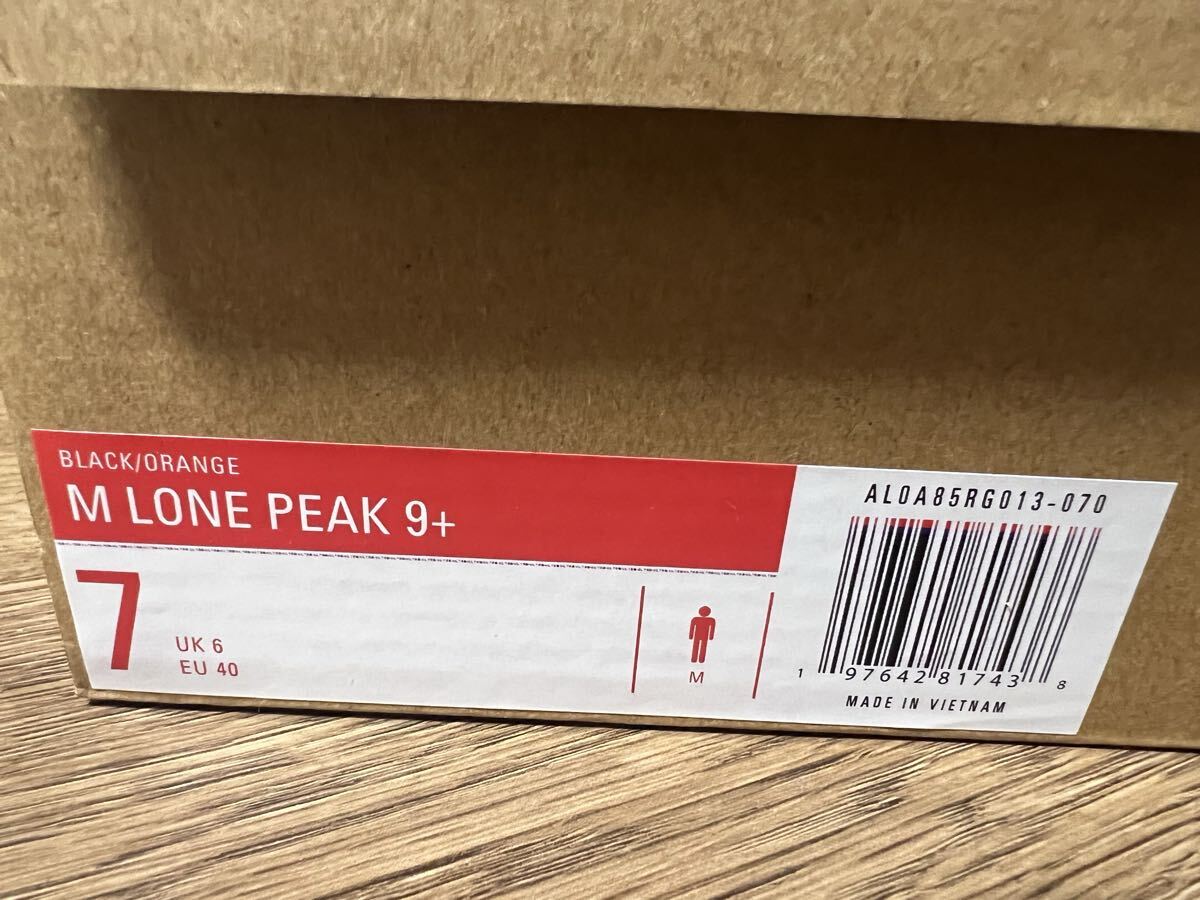 BLACK/ORANGE
M LONE PEAK 9+
7
UK 6
EU 40
M
AL0A85RG013-070
1 97642 81743 8
MADE IN VIETNAM